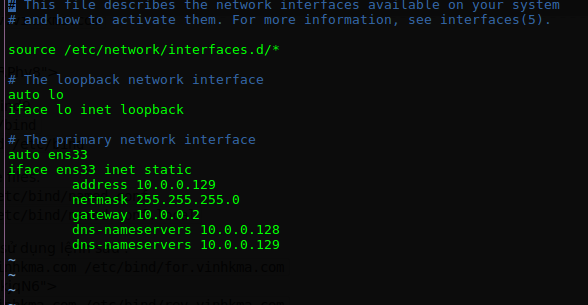 # This file describes the network interfaces available on your system
# and how to activate them. For more information, see interfaces(5).
source /etc/network/interfaces.d/*
# The loopback network interface
auto lo
iface lo inet loopback
# The primary network interface
auto ens33
iface ens33 inet static
address 10.0.0.129
netmask 255.255.255.0
gateway 10.0.0.2
dns-nameservers 10.0.0.128
dns-nameservers 10.0.0.129
~
~
~
~